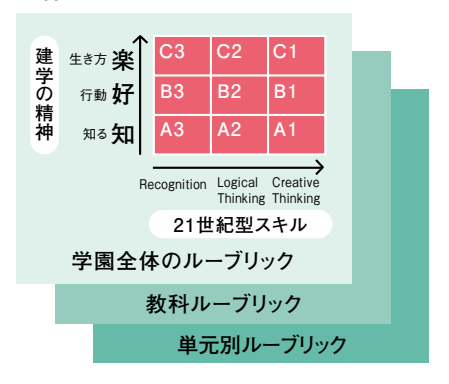 建学の精神
生き方 楽 C3 C2 C1
行動 好 B3 B2 B1
知る 知 A3 A2 A1
Recognition Logical Thinking Creative Thinking
21世紀型スキル
学園全体のルーブリック
教科ルーブリック
単元別ルーブリック